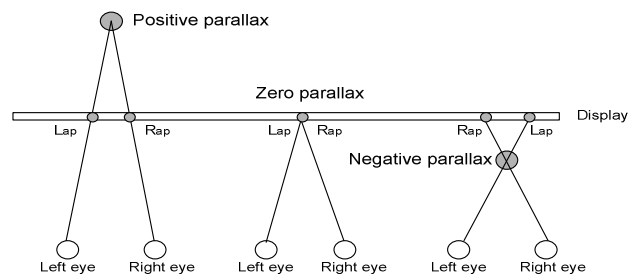 Positive parallax
Zero parallax
Display
Lap Rap Lap Rap Rap Lap
Negative parallax
Left eye Right eye Left eye Right eye Left eye Right eye